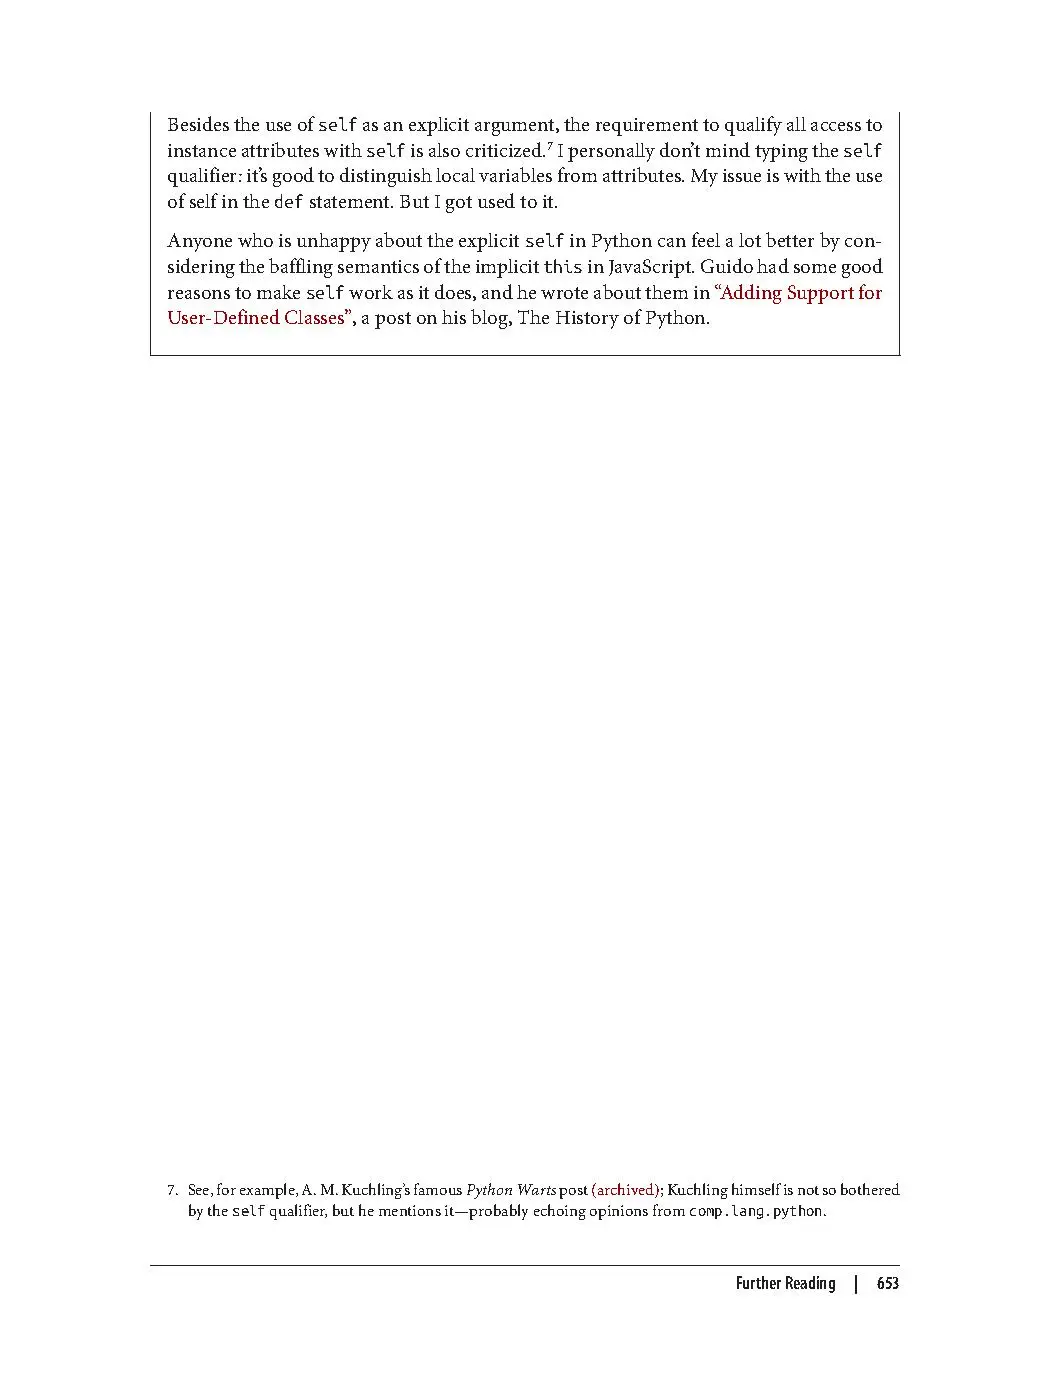 Besides the use of self as an explicit argument, the requirement to qualify all access to
instance attributes with self is also criticized.⁷ I personally don’t mind typing the self
qualifier: it’s good to distinguish local variables from attributes. My issue is with the use
of self in the def statement. But I got used to it.
Anyone who is unhappy about the explicit self in Python can feel a lot better by con-
sidering the baffling semantics of the implicit this in JavaScript. Guido had some good
reasons to make self work as it does, and he wrote about them in “Adding Support for
User-Defined Classes”, a post on his blog, The History of Python.
7. See, for example, A. M. Kuchling’s famous Python Warts post (archived); Kuchling himself is not so bothered
by the self qualifier, but he mentions it—probably echoing opinions from comp.lang.python.
Further Reading | 653